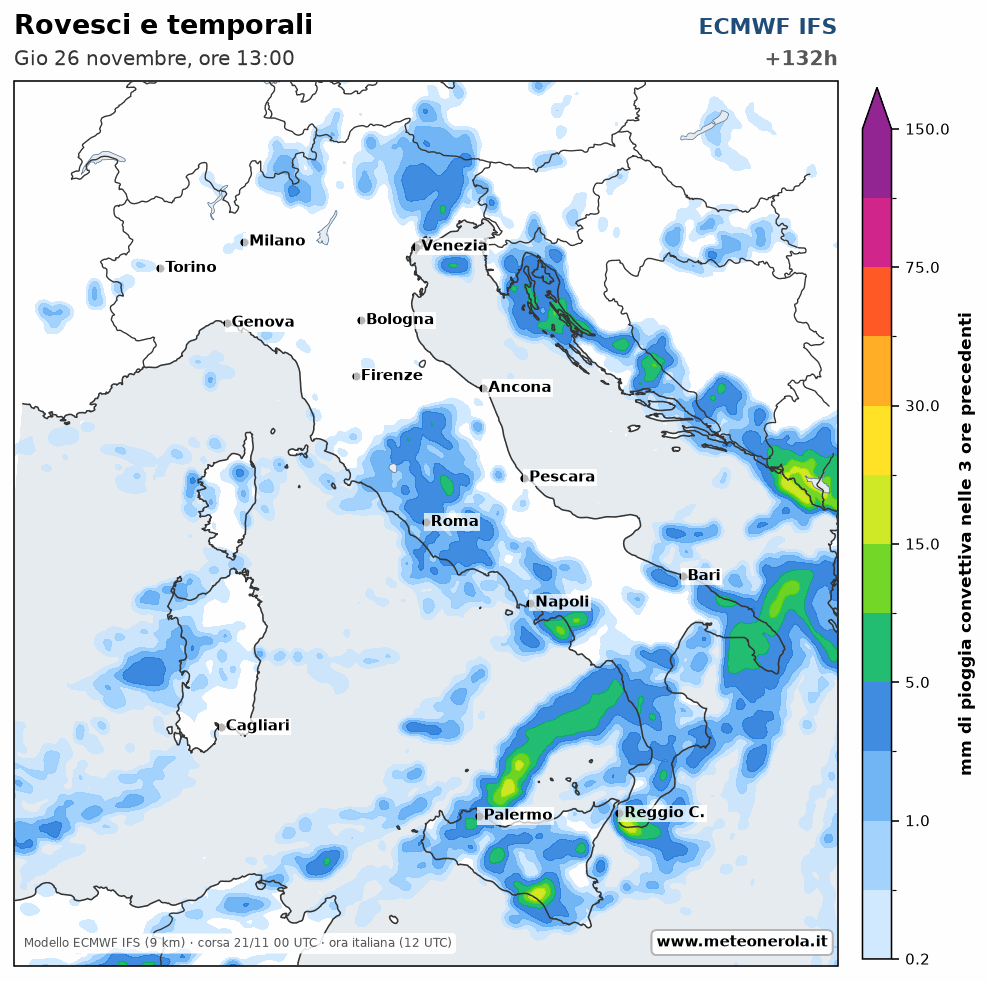 Rovesci e temporali
ECMWF IFS
Gio 26 novembre, ore 13:00
+132h
150.0
75.0
30.0
15.0
5.0
1.0
0.2
mm di pioggia convettiva nelle 3 ore precedenti
Milano
Venezia
Torino
Genova
Bologna
Firenze
Ancona
Pescara
Roma
Bari
Napoli
Cagliari
Palermo
Reggio C.
Modello ECMWF IFS (9 km) · corsa 21/11 00 UTC · ora italiana (12 UTC)
www.meteonerola.it